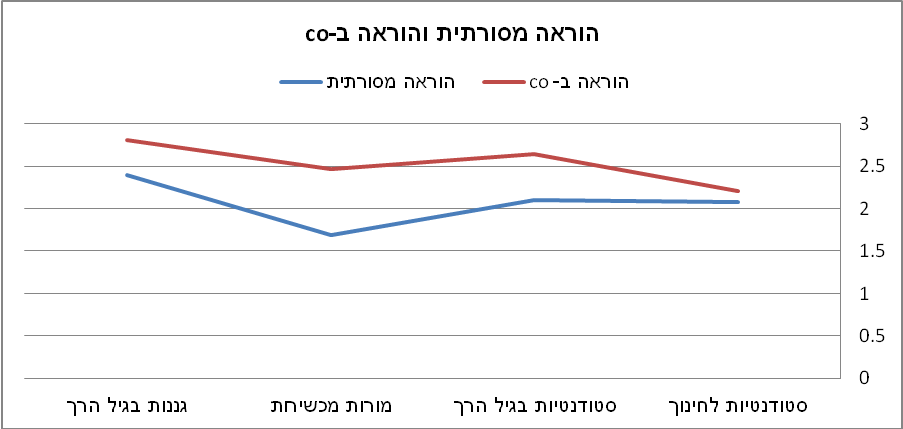 הוראה מסורתית והוראה ב-co
הוראה מסורתית
הוראה ב- co
3
2.5
2
1.5
1
0.5
0
סטודנטיות לחינוך
סטודנטיות בגיל הרך
מורות מכשירות
גננות בגיל הרך